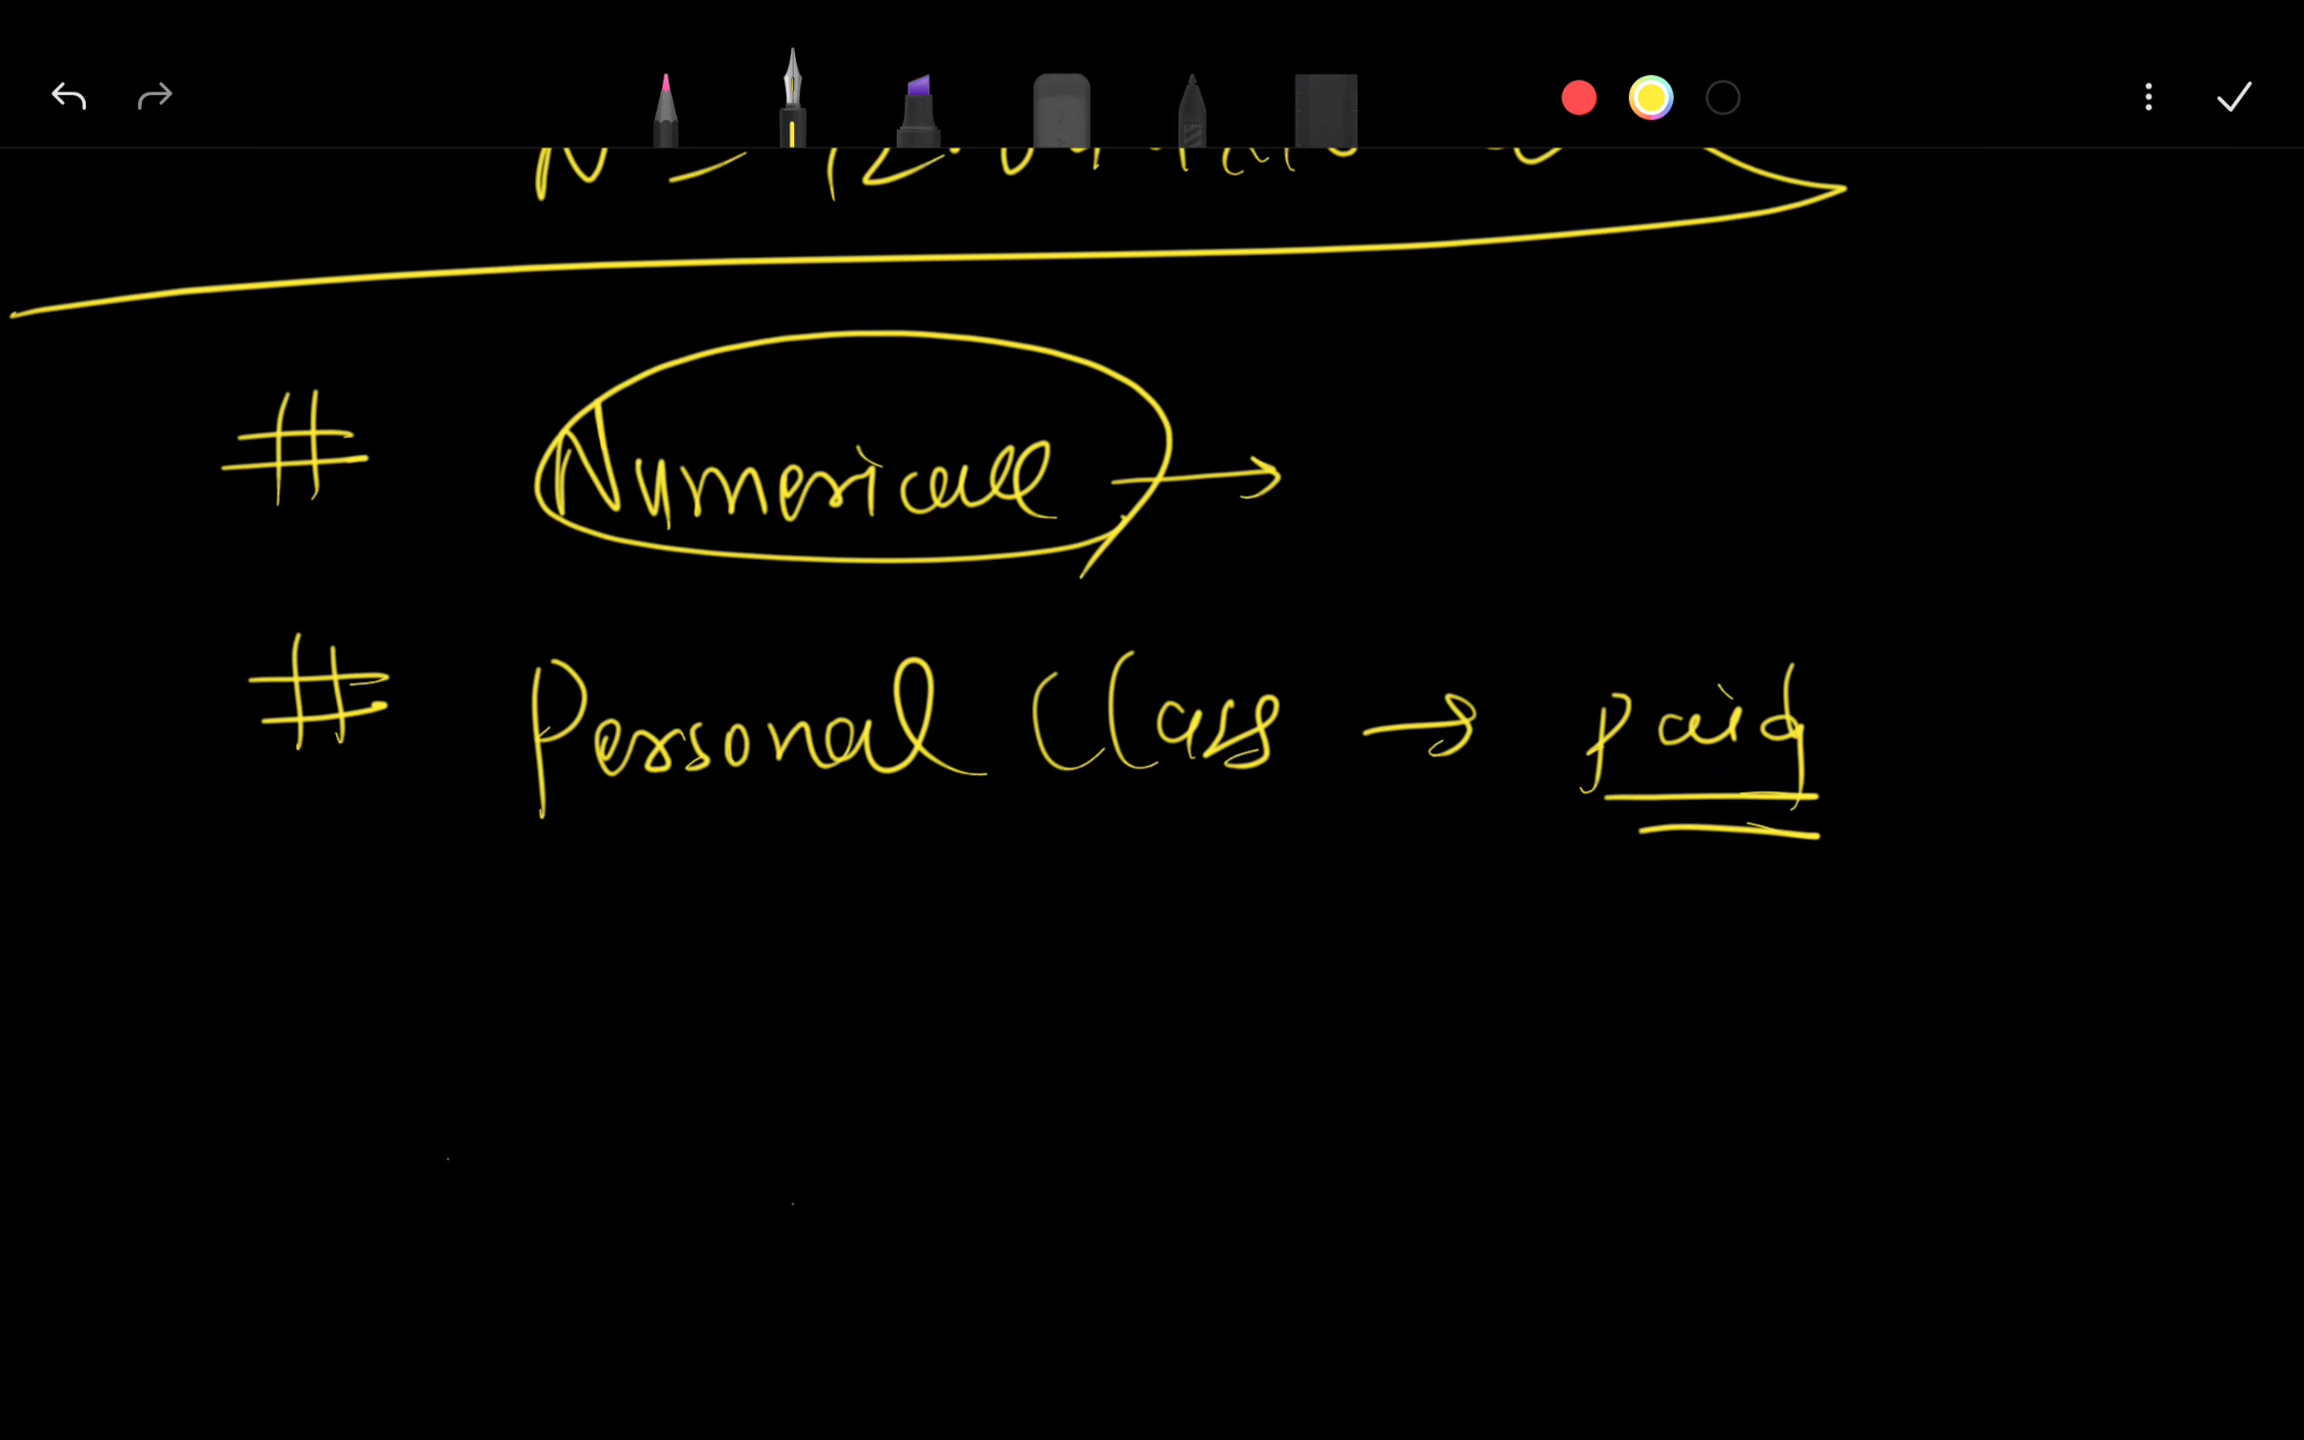 # Numerical →
# Personal Class → paid